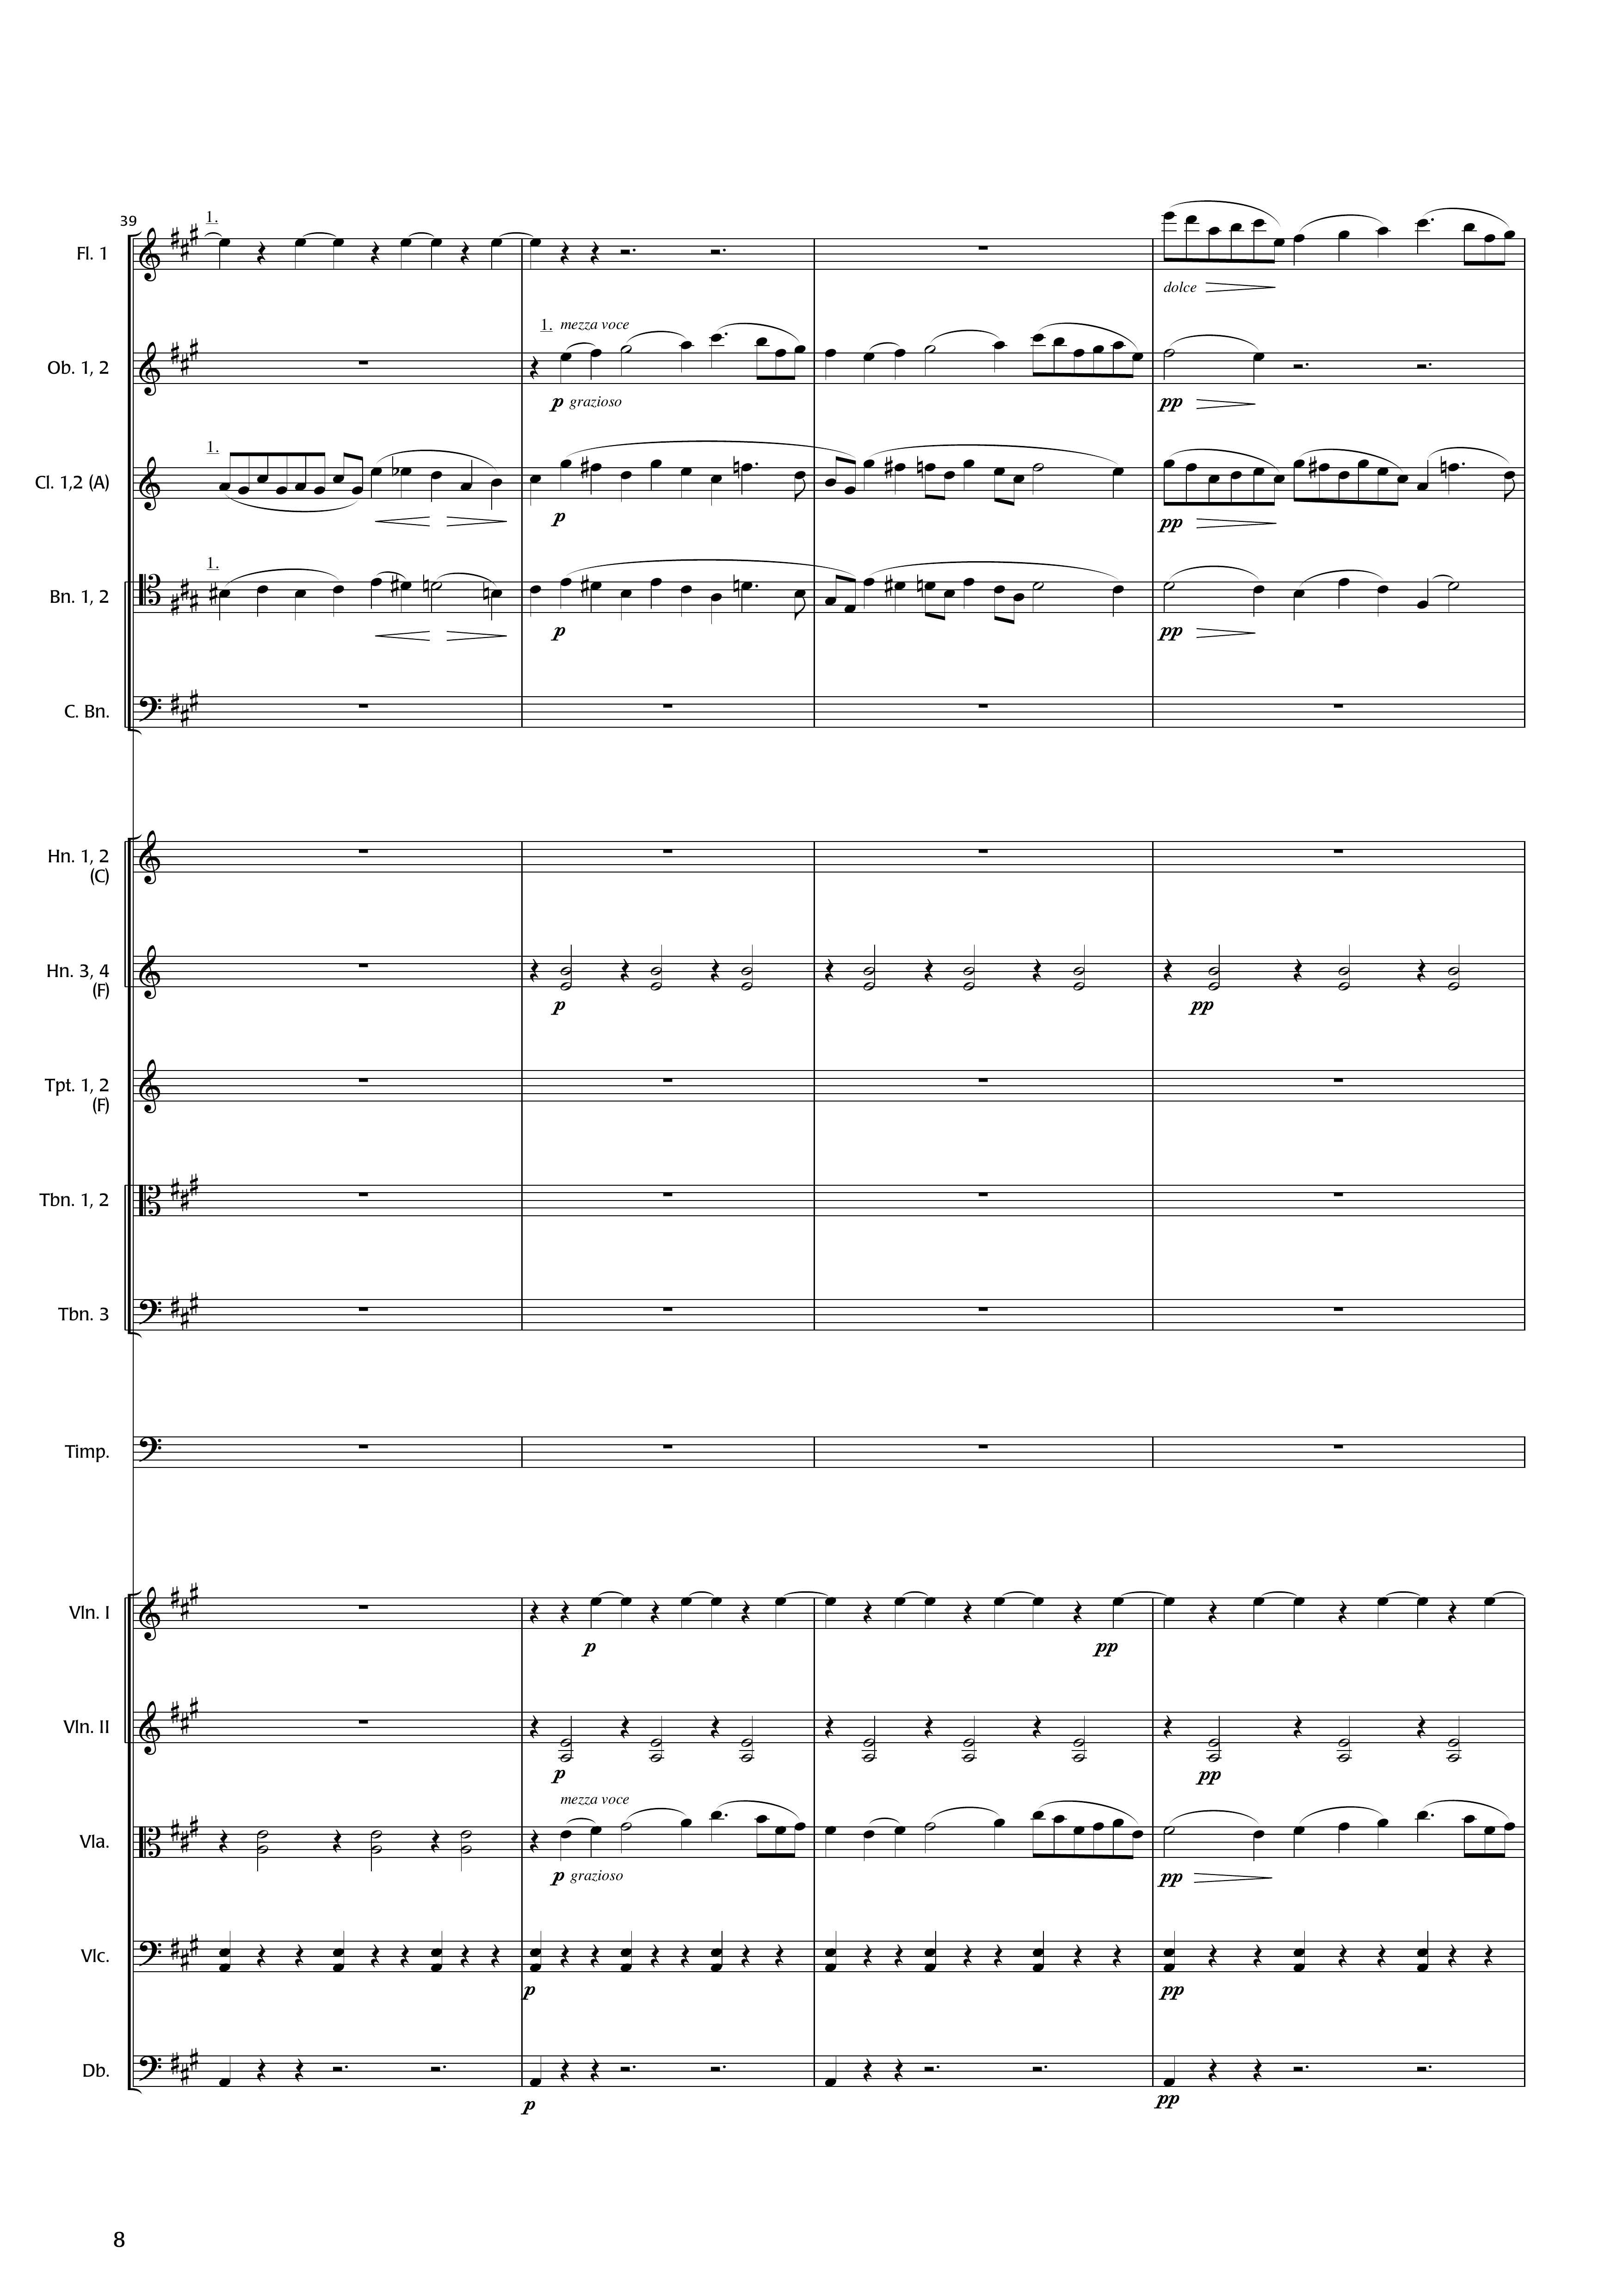 39
1.
Fl. 1
dolce
1. mezza voce
Ob. 1, 2
p grazioso
pp
1.
Cl. 1,2 (A)
p
pp
1.
Bn. 1, 2
p
pp
C. Bn.
Hn. 1, 2
(C)
Hn. 3, 4
(F)
p
pp
Tpt. 1, 2
(F)
Tbn. 1, 2
Tbn. 3
Timp.
Vln. I
p
pp
Vln. II
p
pp
mezza voce
Vla.
p grazioso
pp
Vlc.
p
pp
Db.
p
pp
8